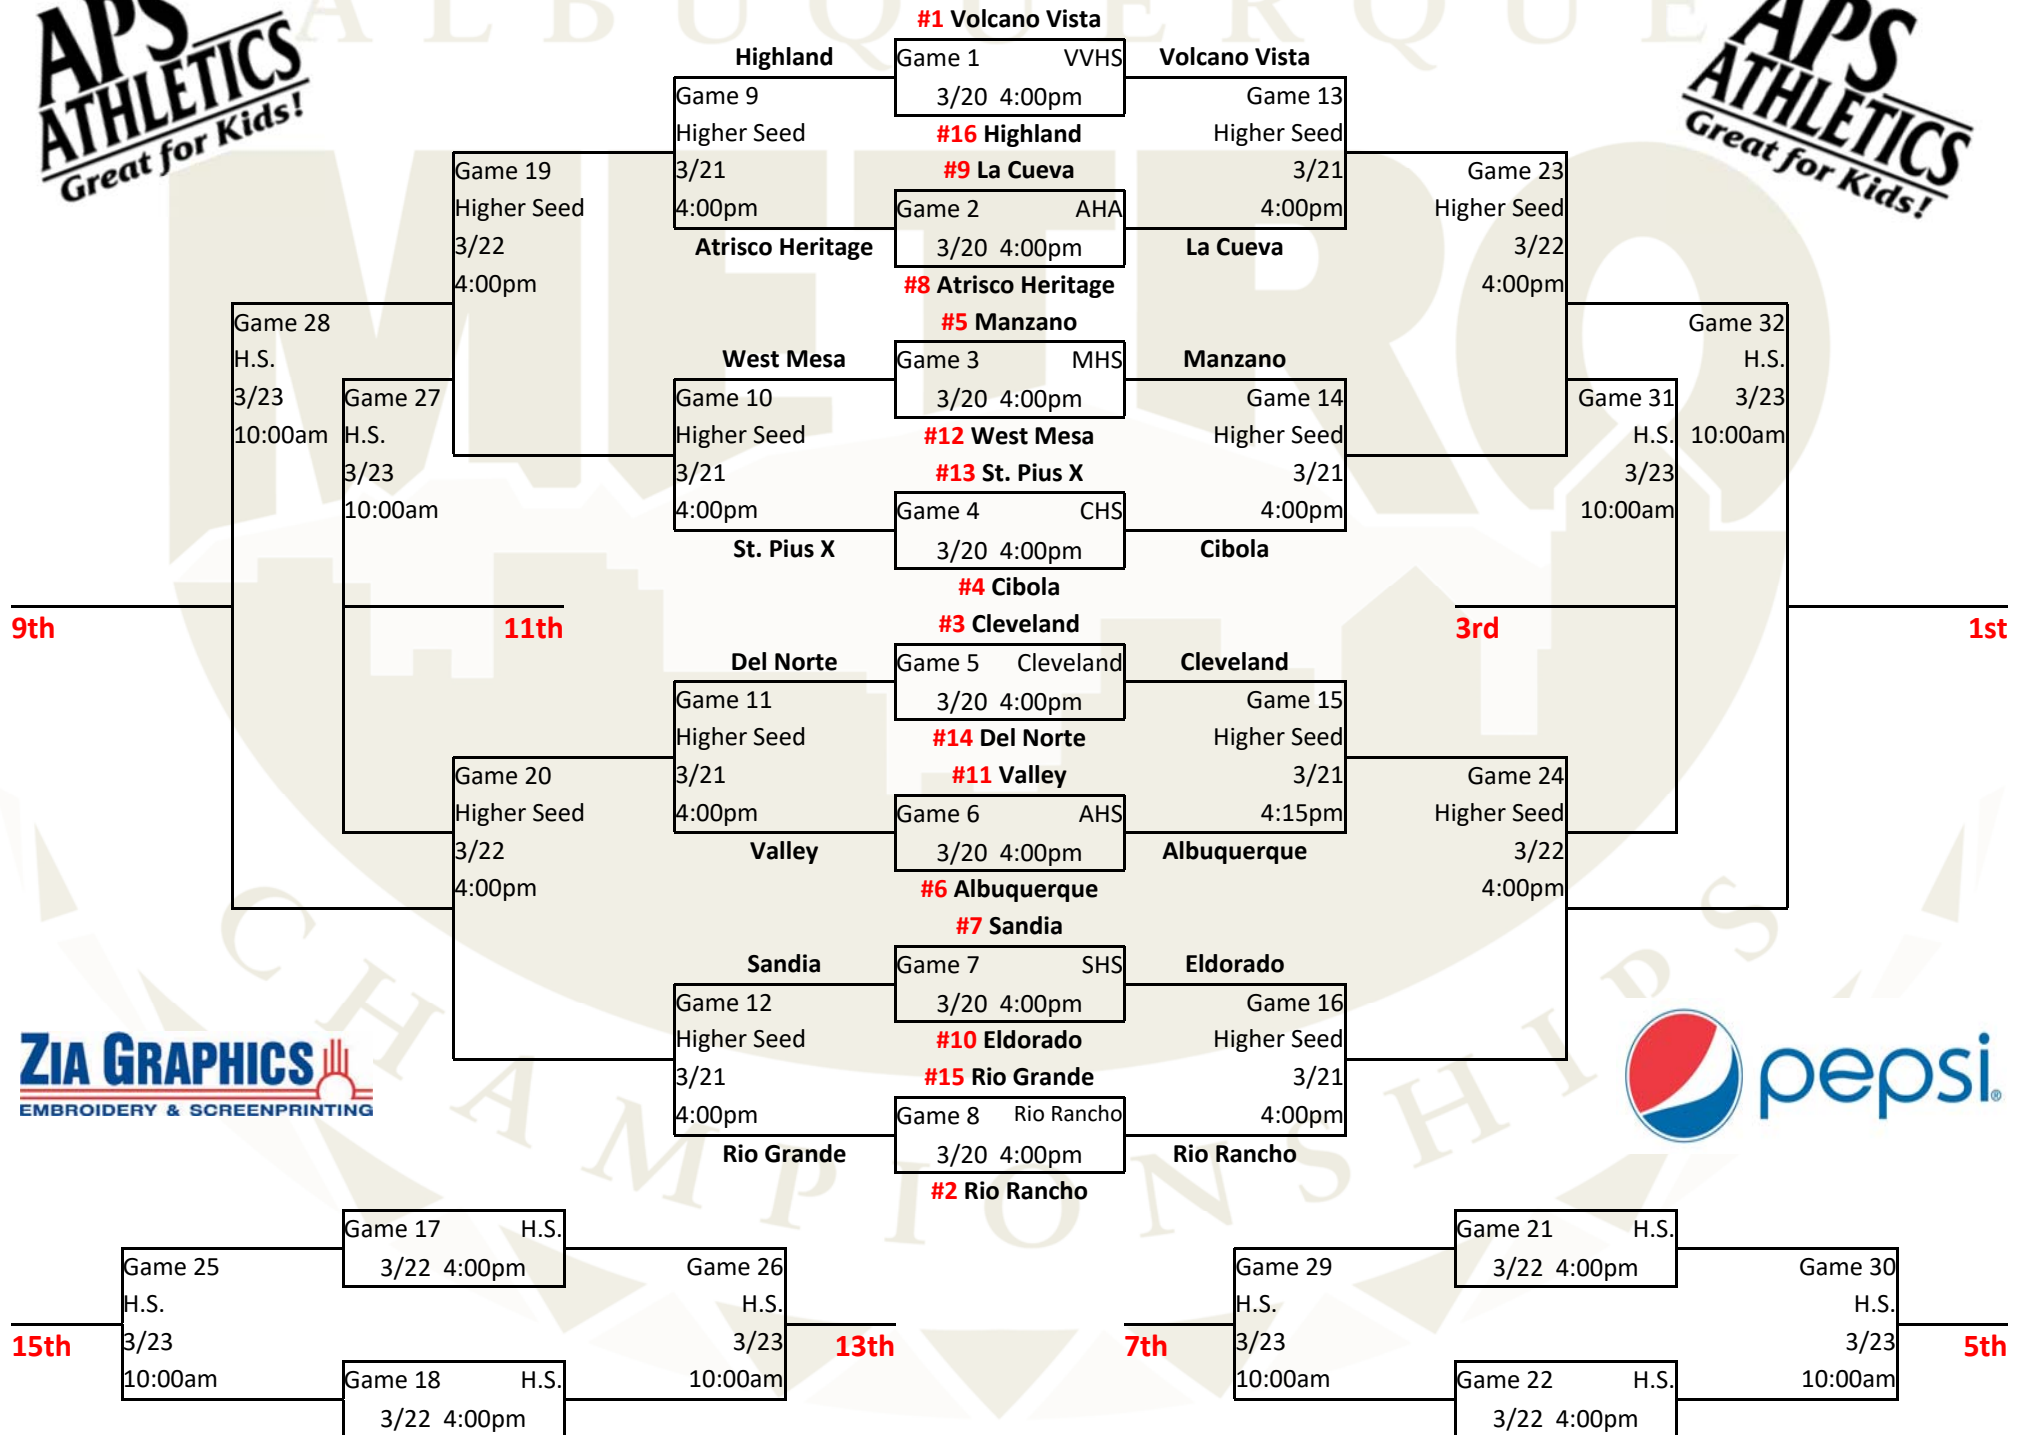 ALBUQUERQUE
METRO
CHAMPIONSHIPS
APS
ATHLETICS
Great for Kids!
APS
ATHLETICS
Great for Kids!
#1 Volcano Vista
Highland
Game 1 VVHS
3/20 4:00pm
Volcano Vista
#16 Highland
Game 9
Higher Seed
3/21
4:00pm
Game 13
Higher Seed
3/21
4:00pm
#9 La Cueva
Game 2 AHA
3/20 4:00pm
Atrisco Heritage
La Cueva
#8 Atrisco Heritage
Game 19
Higher Seed
3/22
4:00pm
Game 23
Higher Seed
3/22
4:00pm
#5 Manzano
West Mesa
Game 3 MHS
3/20 4:00pm
Manzano
#12 West Mesa
Game 10
Higher Seed
3/21
4:00pm
Game 14
Higher Seed
3/21
4:00pm
#13 St. Pius X
Game 4 CHS
3/20 4:00pm
St. Pius X
Cibola
#4 Cibola
Game 28
H.S.
3/23
10:00am
Game 27
H.S.
3/23
10:00am
Game 31
H.S.
3/23
10:00am
Game 32
H.S.
3/23
10:00am
9th
11th
3rd
1st
#3 Cleveland
Del Norte
Game 5 Cleveland
3/20 4:00pm
Cleveland
#14 Del Norte
Game 11
Higher Seed
3/21
4:00pm
Game 15
Higher Seed
3/21
4:15pm
#11 Valley
Game 6 AHS
3/20 4:00pm
Valley
Albuquerque
#6 Albuquerque
Game 20
Higher Seed
3/22
4:00pm
Game 24
Higher Seed
3/22
4:00pm
#7 Sandia
Sandia
Game 7 SHS
3/20 4:00pm
Eldorado
#10 Eldorado
Game 12
Higher Seed
3/21
4:00pm
Game 16
Higher Seed
3/21
4:00pm
#15 Rio Grande
Game 8 Rio Rancho
3/20 4:00pm
Rio Grande
Rio Rancho
#2 Rio Rancho
ZIA GRAPHICS
EMBROIDERY & SCREENPRINTING
pepsi
Game 17 H.S.
3/22 4:00pm
Game 25
H.S.
3/23
10:00am
Game 26
H.S.
3/23
10:00am
15th
13th
Game 18 H.S.
3/22 4:00pm
Game 21 H.S.
3/22 4:00pm
Game 29
H.S.
3/23
10:00am
Game 30
H.S.
3/23
10:00am
7th
5th
Game 22 H.S.
3/22 4:00pm